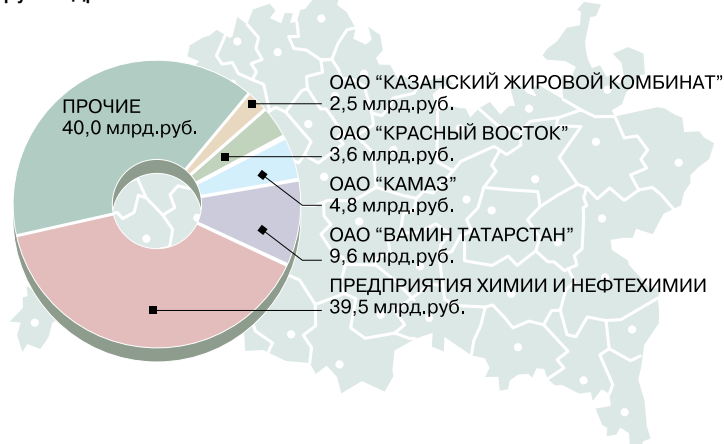 ПРОЧИЕ
40,0 млрд.руб.
ОАО “КАЗАНСКИЙ ЖИРОВОЙ КОМБИНАТ”
2,5 млрд.руб.
ОАО “КРАСНЫЙ ВОСТОК”
3,6 млрд.руб.
ОАО “КАМАЗ”
4,8 млрд.руб.
ОАО “ВАМИН ТАТАРСТАН”
9,6 млрд.руб.
ПРЕДПРИЯТИЯ ХИМИИ И НЕФТЕХИМИИ
39,5 млрд.руб.